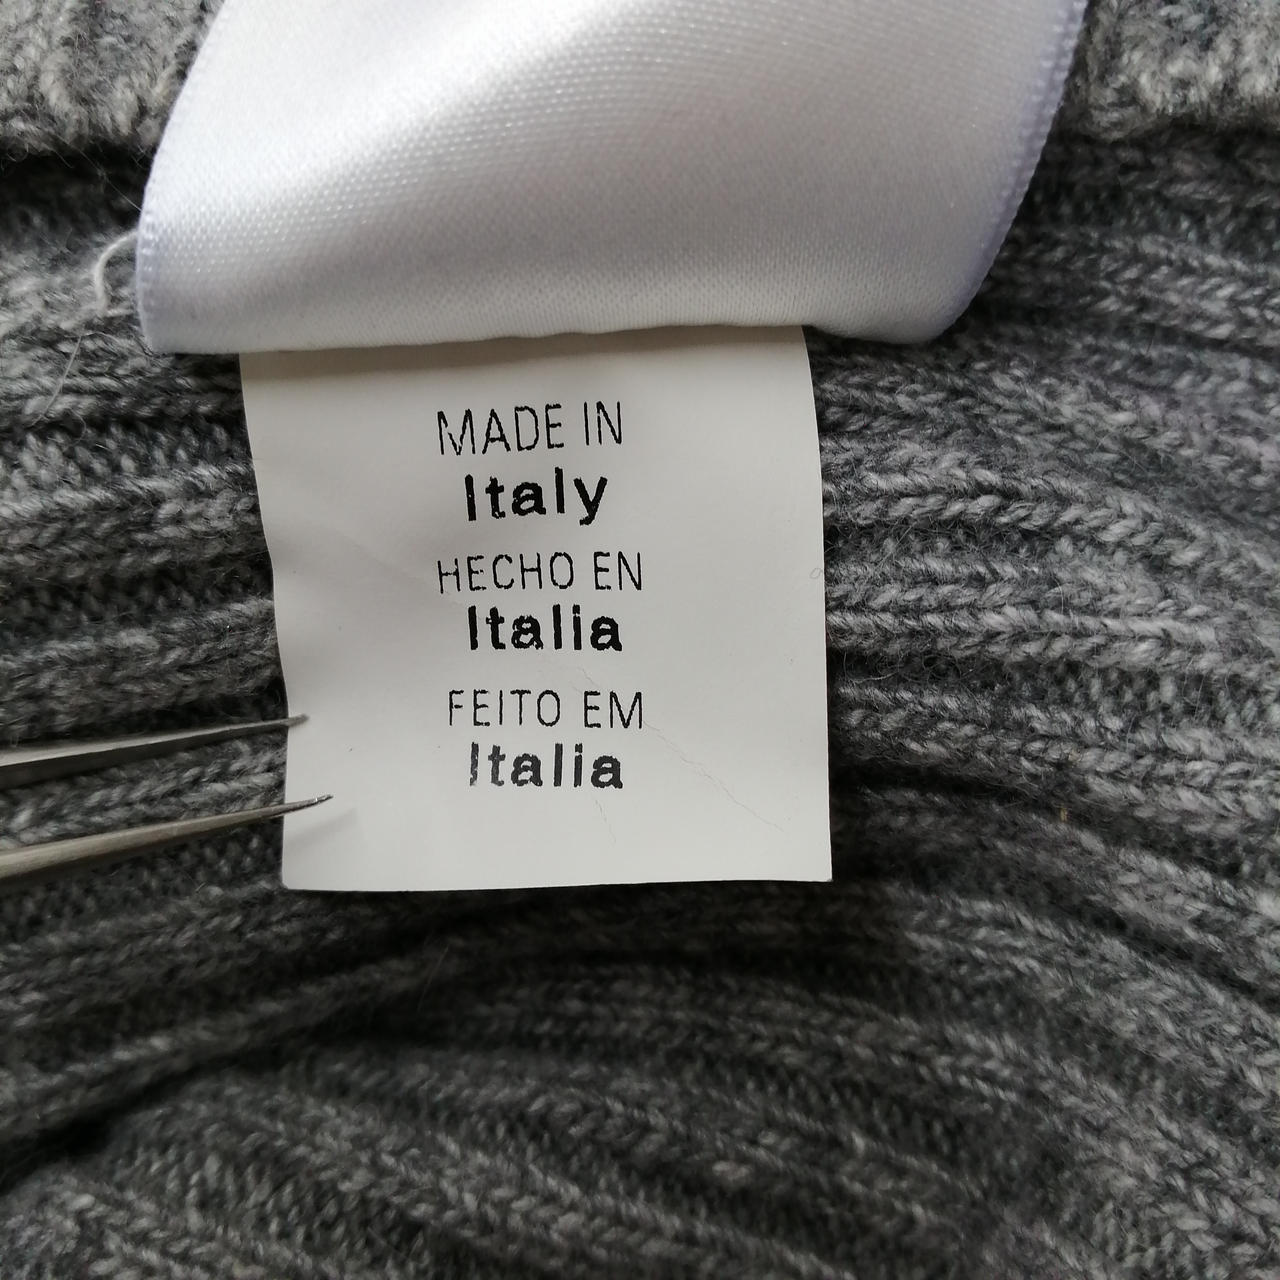 MADE IN
Italy
HECHO EN
Italia
FEITO EM
Italia